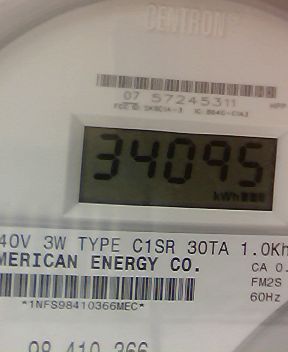 CENTRON®
07 57245311
34095
kWh
40V 3W TYPE C1SR 30TA 1.0Kh
MERICAN ENERGY CO.
CA 0.
FM2S
60Hz
*1NFS98410366MEC*
98 410 366